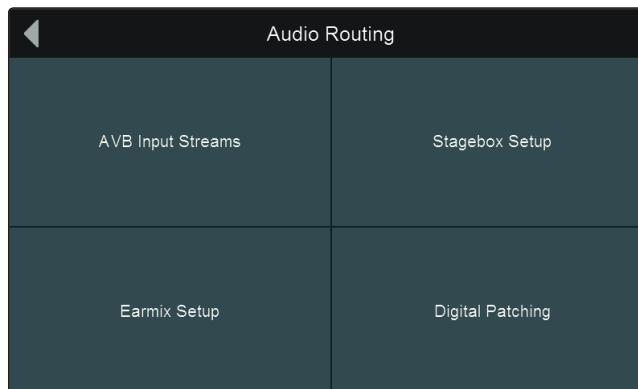 Audio Routing
AVB Input Streams
Stagebox Setup
Earmix Setup
Digital Patching